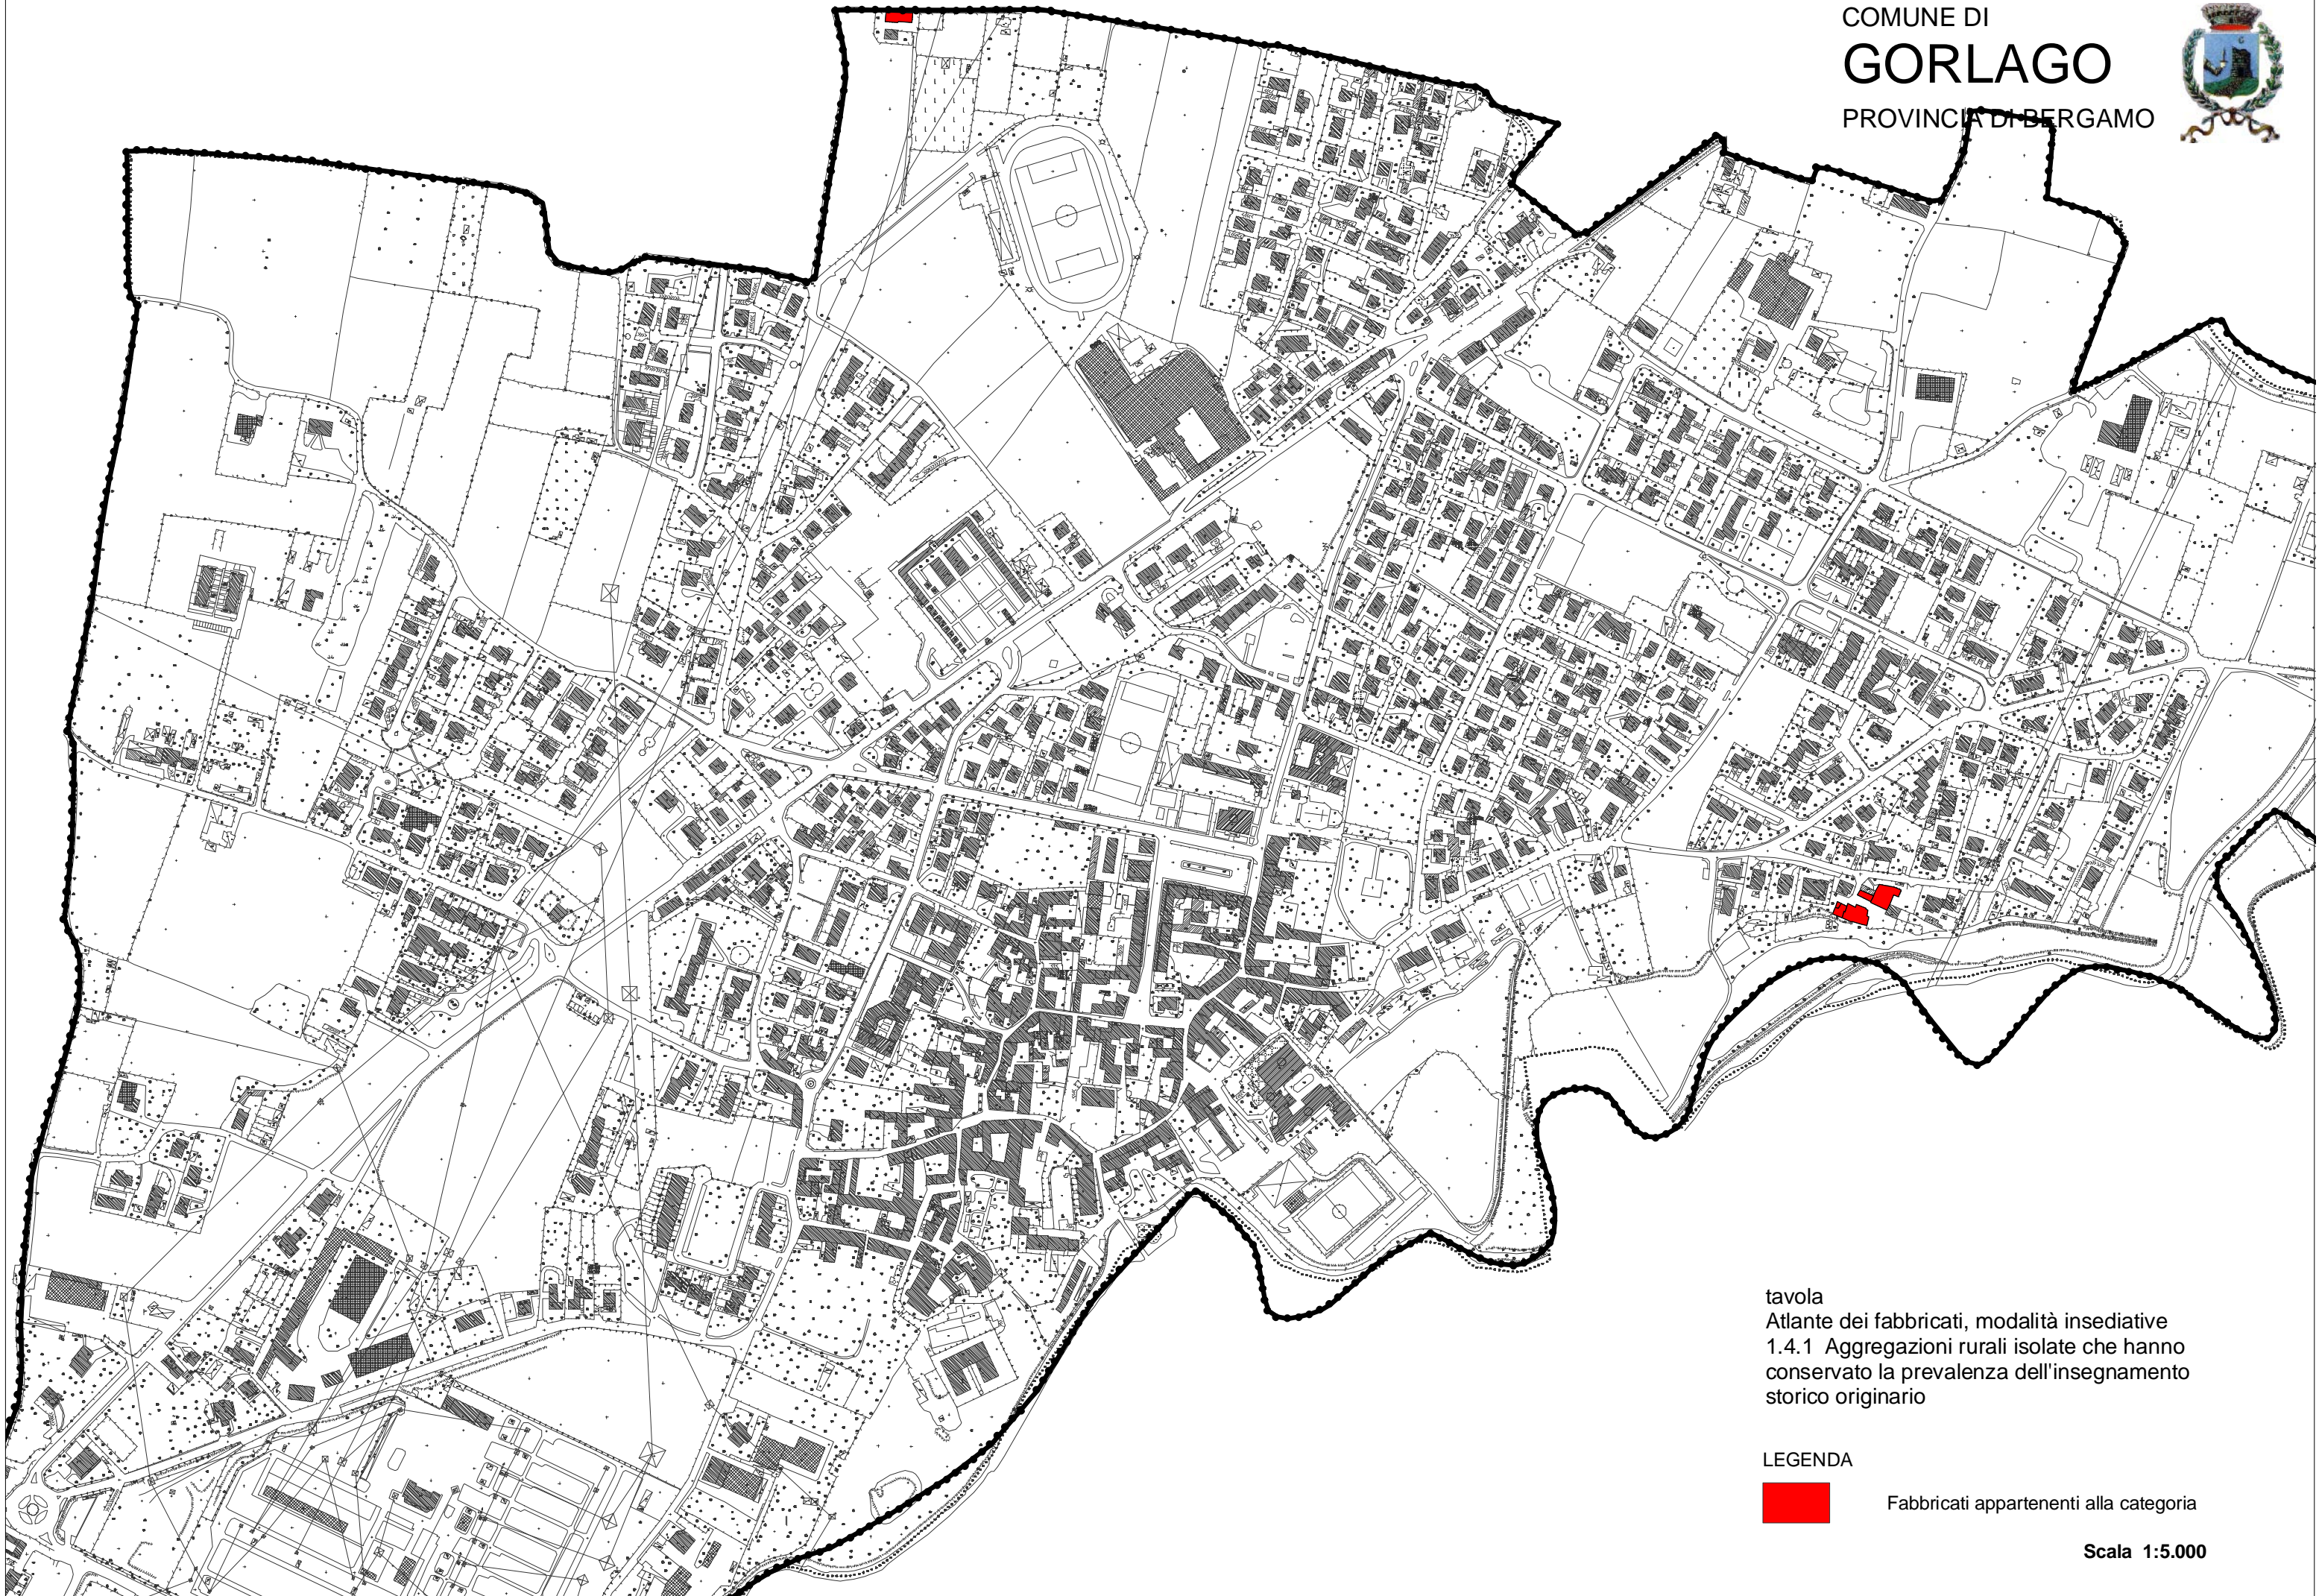 COMUNE DI
GORLAGO
PROVINCIA DI BERGAMO
tavola
Atlante dei fabbricati, modalità insediative
1.4.1 Aggregazioni rurali isolate che hanno
conservato la prevalenza dell'insegnamento
storico originario
LEGENDA
Fabbricati appartenenti alla categoria
Scala 1:5.000